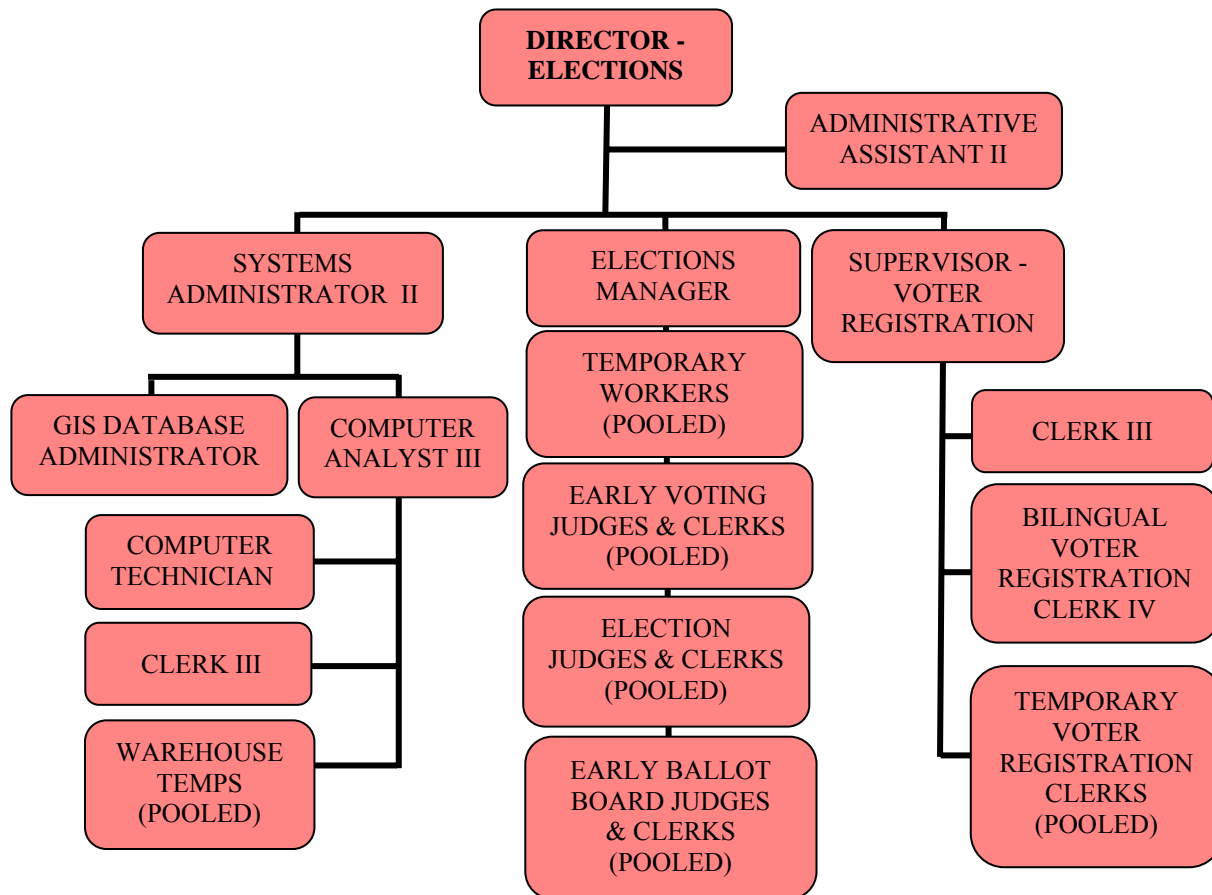 DIRECTOR -
ELECTIONS
ADMINISTRATIVE
ASSISTANT II
SYSTEMS
ADMINISTRATOR II
ELECTIONS
MANAGER
SUPERVISOR -
VOTER
REGISTRATION
GIS DATABASE
ADMINISTRATOR
COMPUTER
ANALYST III
COMPUTER
TECHNICIAN
CLERK III
WAREHOUSE
TEMPS
(POOLED)
TEMPORARY
WORKERS
(POOLED)
EARLY VOTING
JUDGES & CLERKS
(POOLED)
ELECTION
JUDGES & CLERKS
(POOLED)
EARLY BALLOT
BOARD JUDGES
& CLERKS
(POOLED)
CLERK III
BILINGUAL
VOTER
REGISTRATION
CLERK IV
TEMPORARY
VOTER
REGISTRATION
CLERKS
(POOLED)